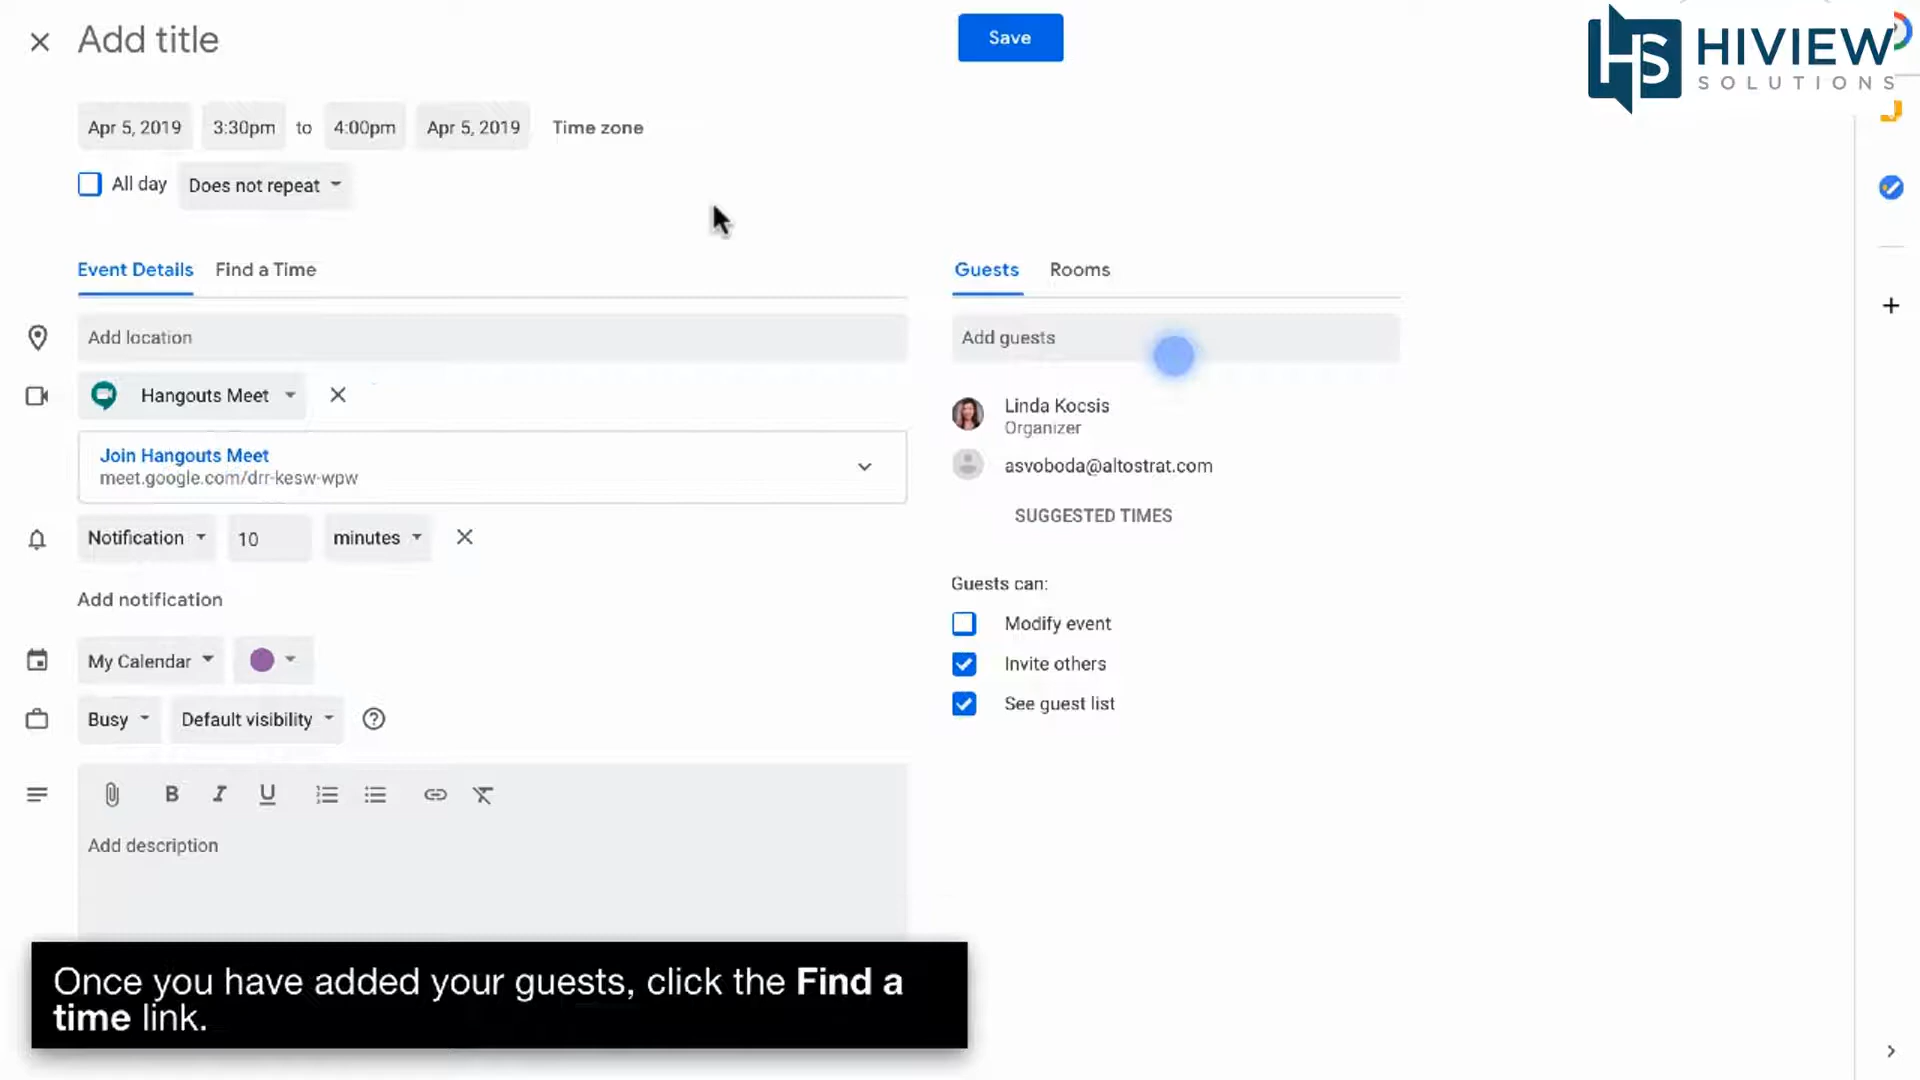 Add title
Save
HS HIVIEW
SOLUTIONS
Apr 5, 2019 3:30pm to 4:00pm Apr 5, 2019 Time zone
All day Does not repeat
Event Details Find a Time
Guests Rooms
Add location
Add guests
Hangouts Meet
Join Hangouts Meet
meet.google.com/drr-kesw-wpw
Linda Kocsis
Organizer
asvoboda@altostrat.com
SUGGESTED TIMES
Notification 10 minutes
Add notification
Guests can:
Modify event
Invite others
See guest list
My Calendar
Busy Default visibility
B I U
Add description
Once you have added your guests, click the Find a
time link.